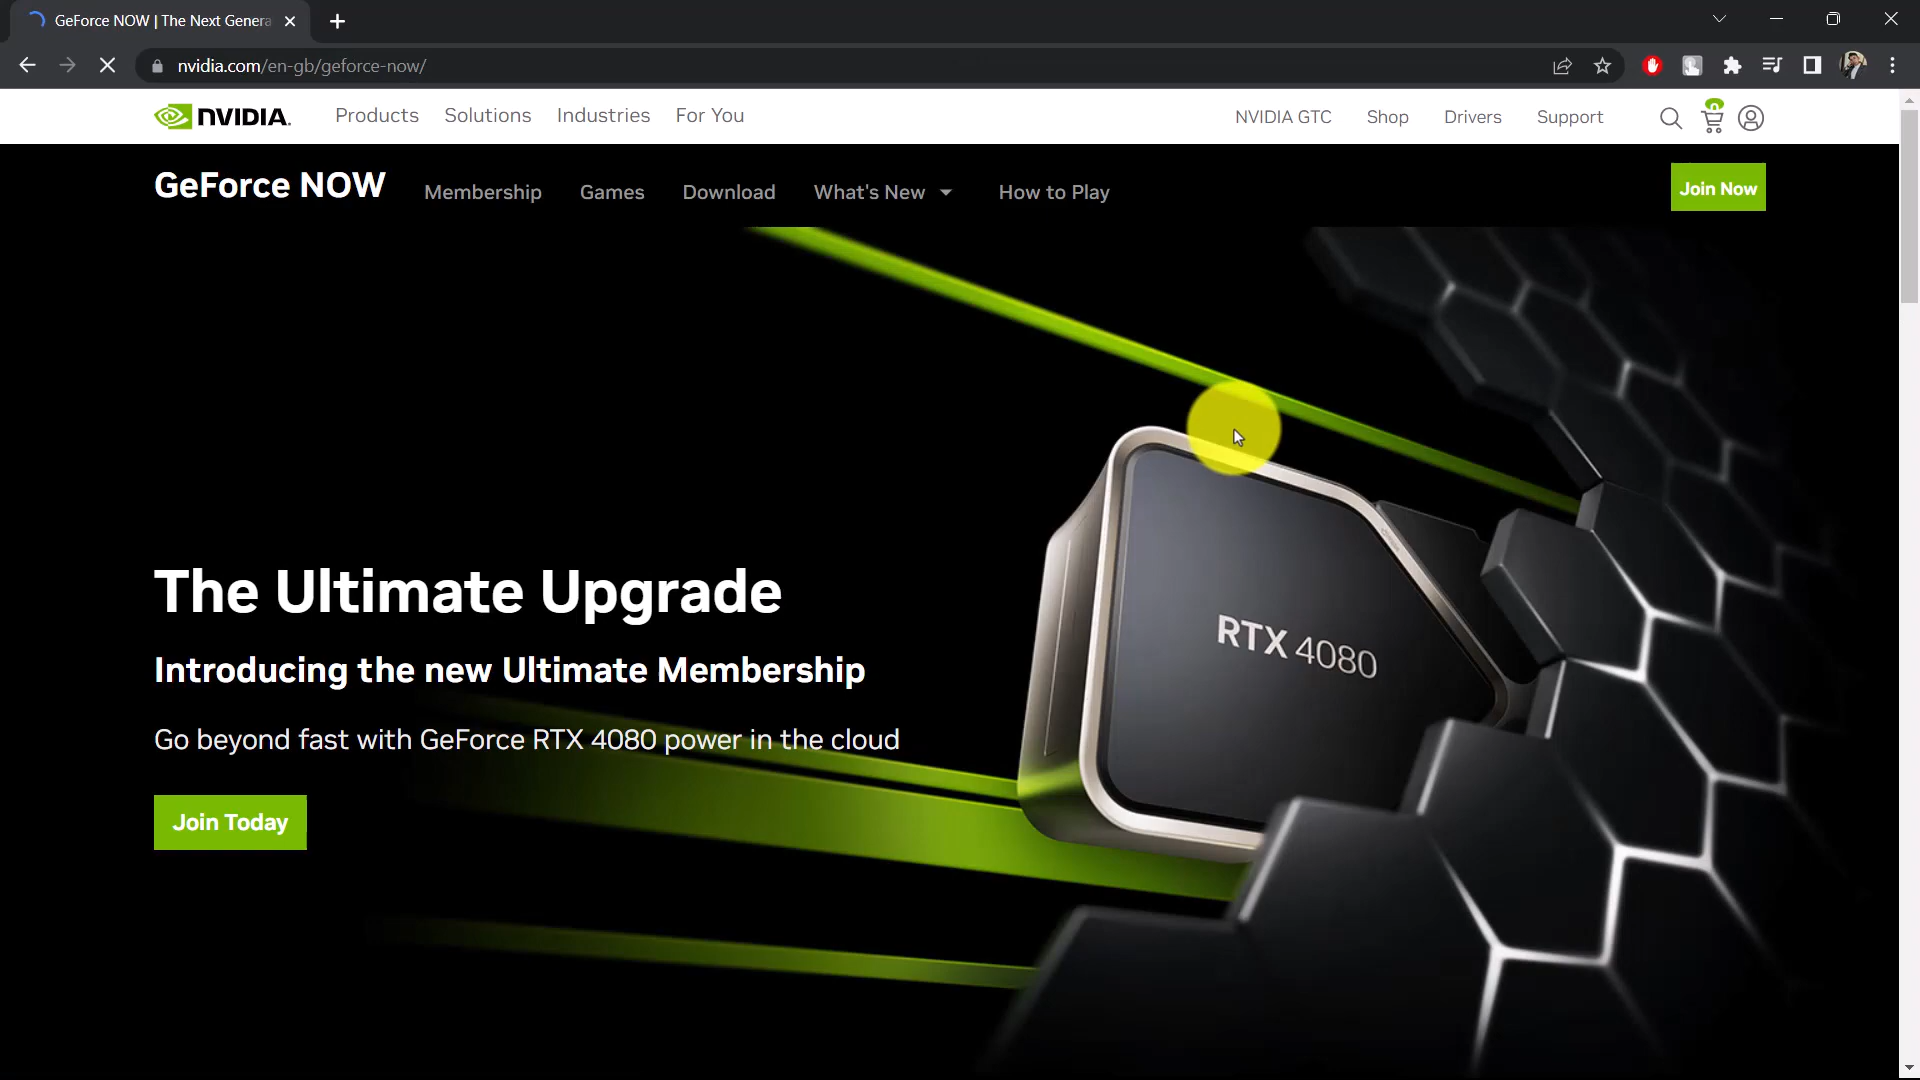 GeForce NOW | The Next Genera
nvidia.com/en-gb/geforce-now/
NVIDIA. Products Solutions Industries For You NVIDIA GTC Shop Drivers Support 0
GeForce NOW Membership Games Download What's New How to Play Join Now
RTX 4080
The Ultimate Upgrade
Introducing the new Ultimate Membership
Go beyond fast with GeForce RTX 4080 power in the cloud
Join Today